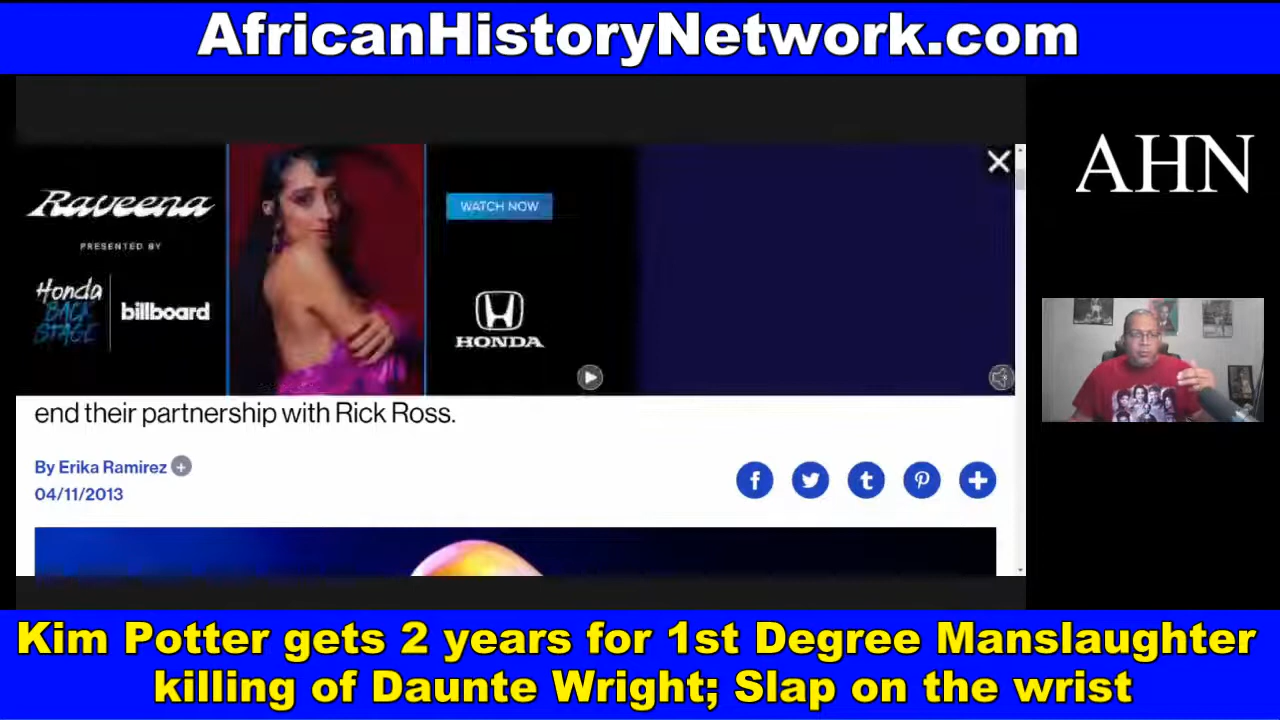 AfricanHistoryNetwork.com
AHN
Raveena
PRESENTED BY
Honda
BACK
STAGE
billboard
WATCH NOW
HONDA
end their partnership with Rick Ross.
By Erika Ramirez +
04/11/2013
Kim Potter gets 2 years for 1st Degree Manslaughter
killing of Daunte Wright; Slap on the wrist